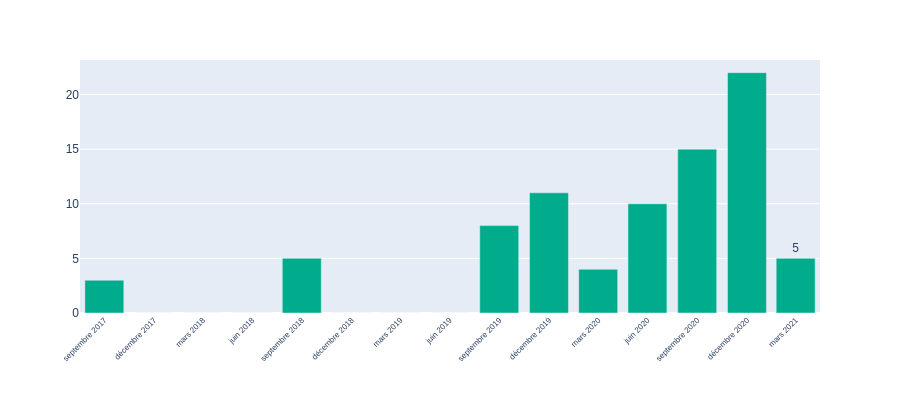 20
15
10
5
0
5
septembre 2017
décembre 2017
mars 2018
juin 2018
septembre 2018
décembre 2018
mars 2019
juin 2019
septembre 2019
décembre 2019
mars 2020
juin 2020
septembre 2020
décembre 2020
mars 2021